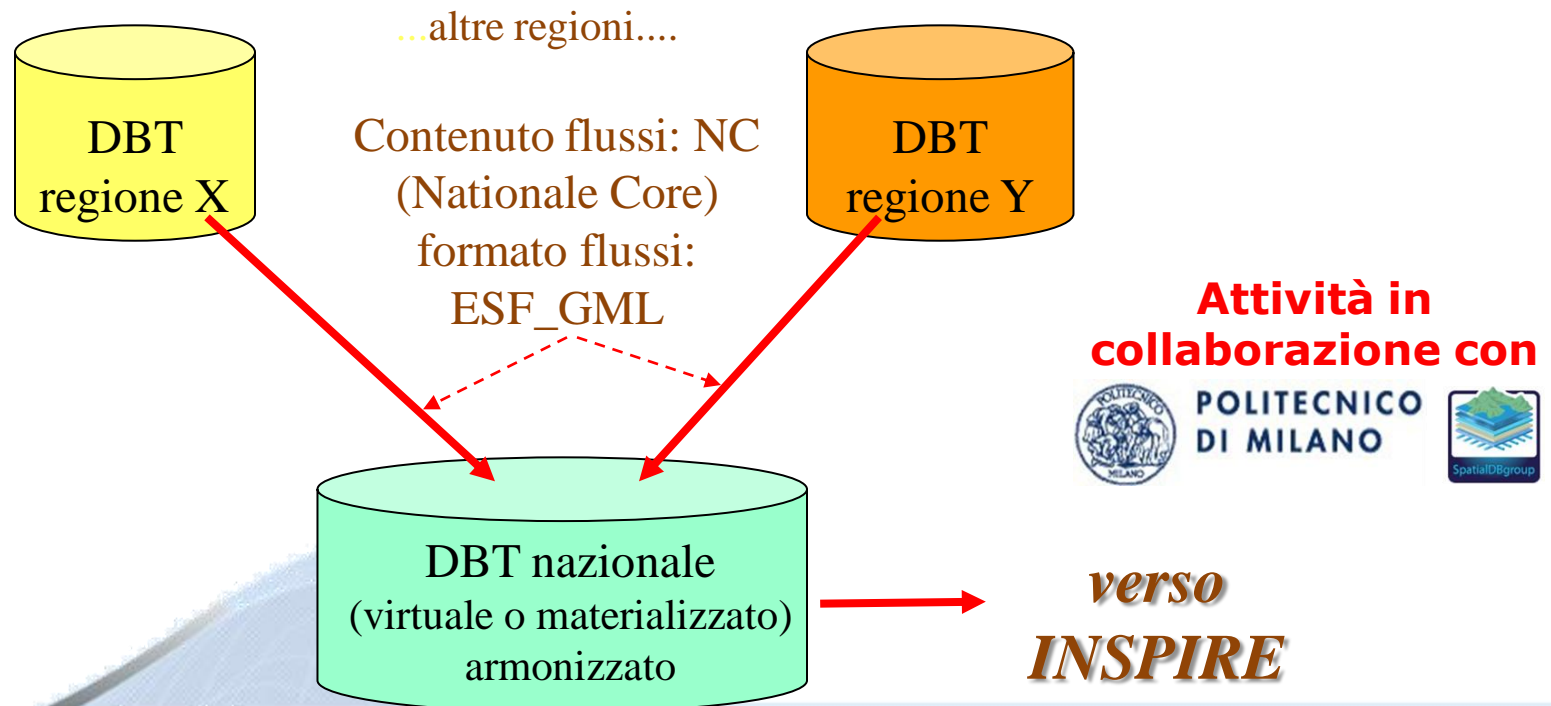 ...altre regioni....
DBT
regione X
Contenuto flussi: NC
(Nationale Core)
formato flussi:
ESF_GML
DBT
regione Y
Attività in
collaborazione con
POLITECNICO
DI MILANO
SpatialDBgroup
DBT nazionale
(virtuale o materializzato)
armonizzato
verso
INSPIRE